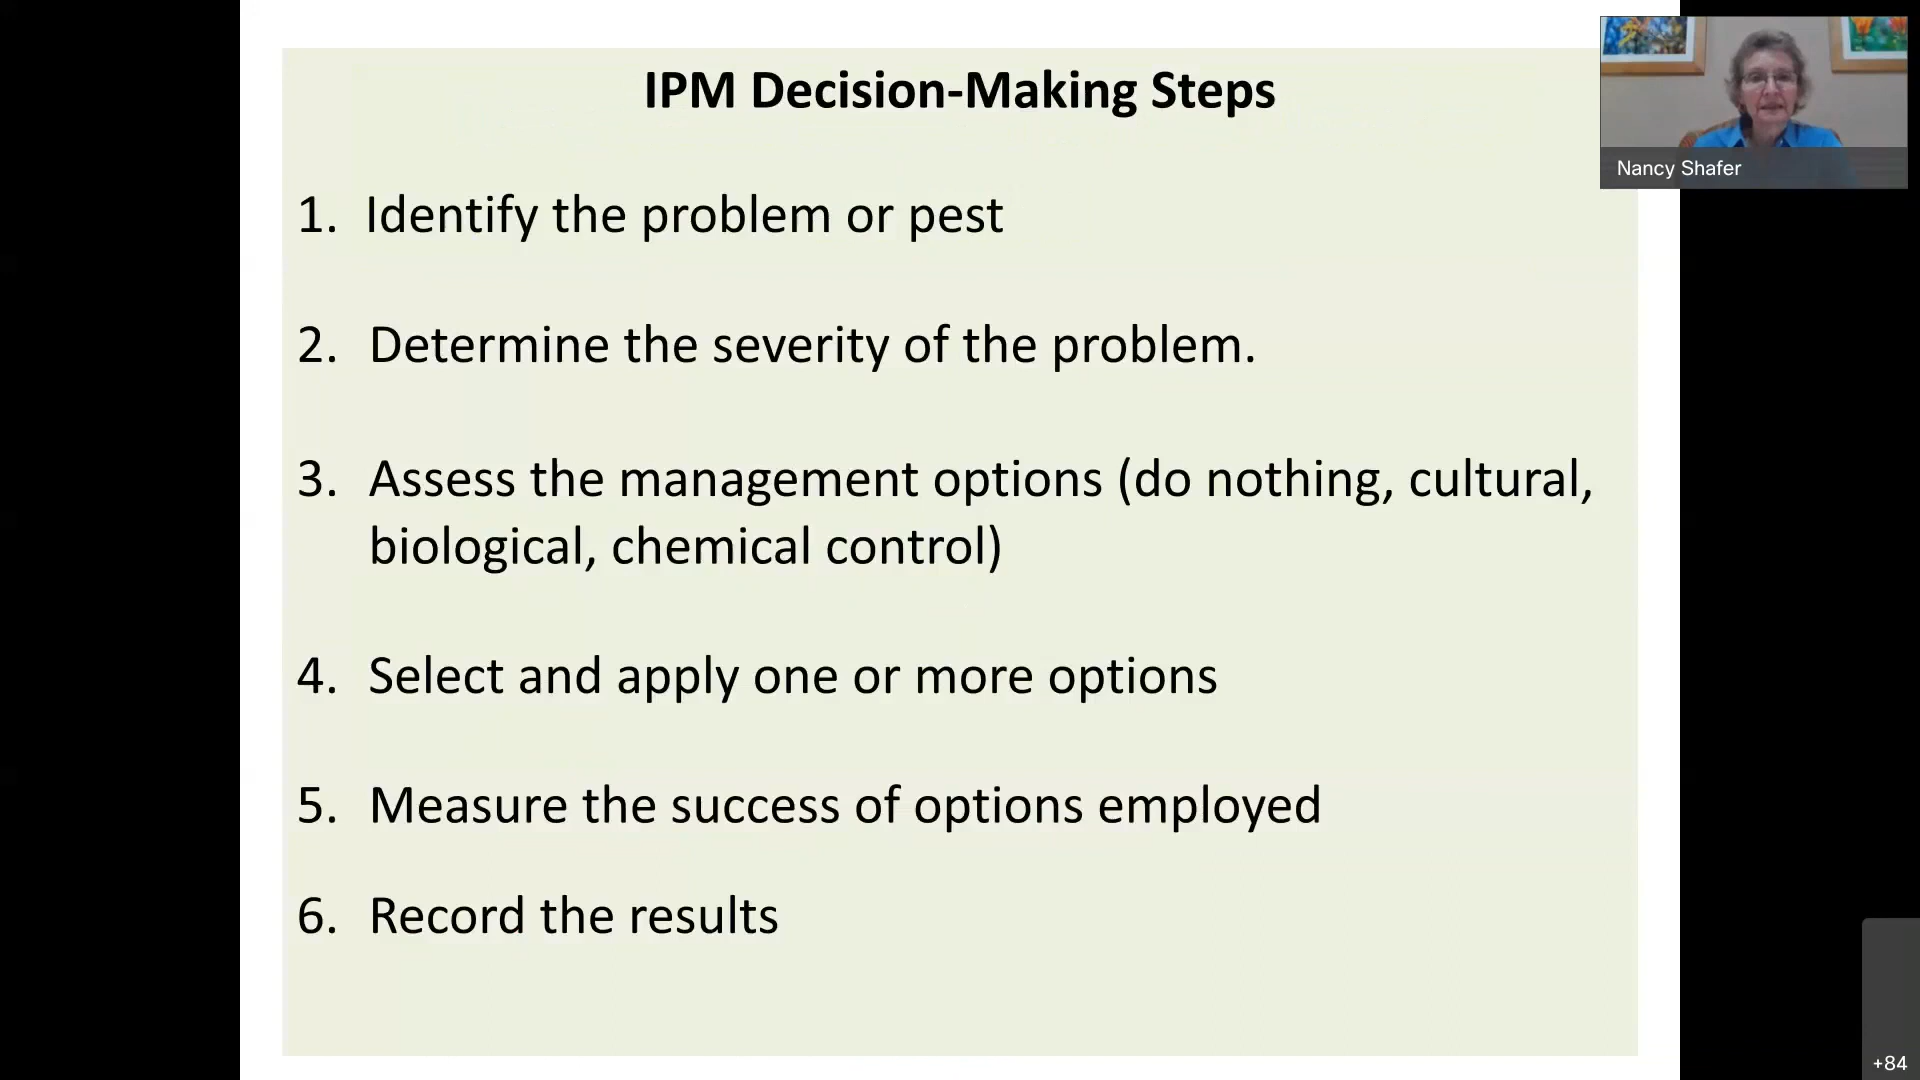 IPM Decision-Making Steps
Nancy Shafer
1. Identify the problem or pest
2. Determine the severity of the problem.
3. Assess the management options (do nothing, cultural,
biological, chemical control)
4. Select and apply one or more options
5. Measure the success of options employed
6. Record the results
+84